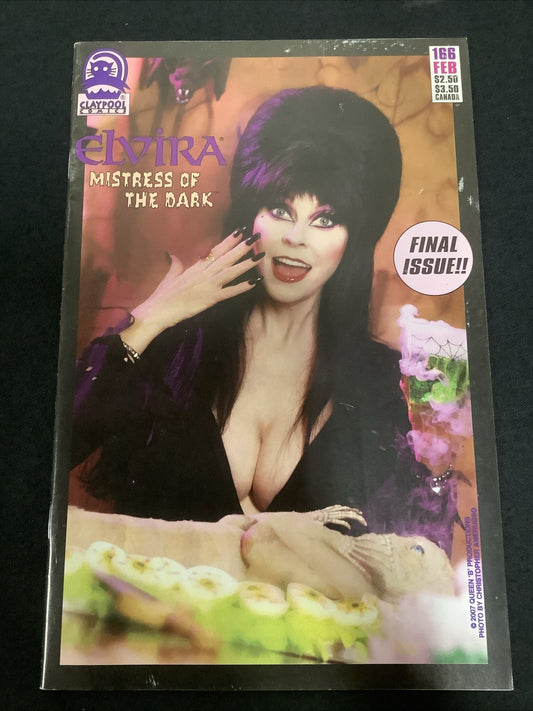 CLAYPOOL
COMICS
166
FEB
$2.50
$3.50
CANADA
ELVIRA
MISTRESS OF
THE DARK
FINAL
ISSUE!!
© 2007 QUEEN 'B' PRODUCTIONS
PHOTO BY CHRISTOPHER